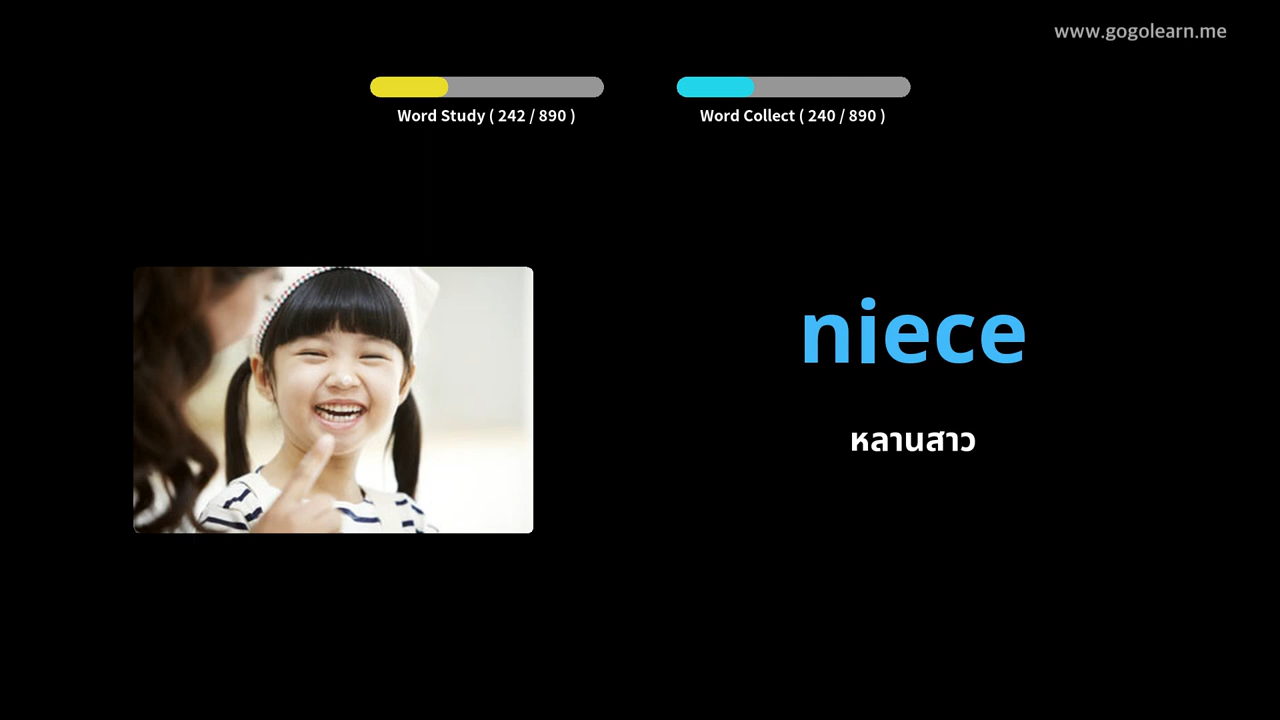 www.gogolearn.me
Word Study ( 242 / 890 )
Word Collect ( 240 / 890 )
niece
หลานสาว